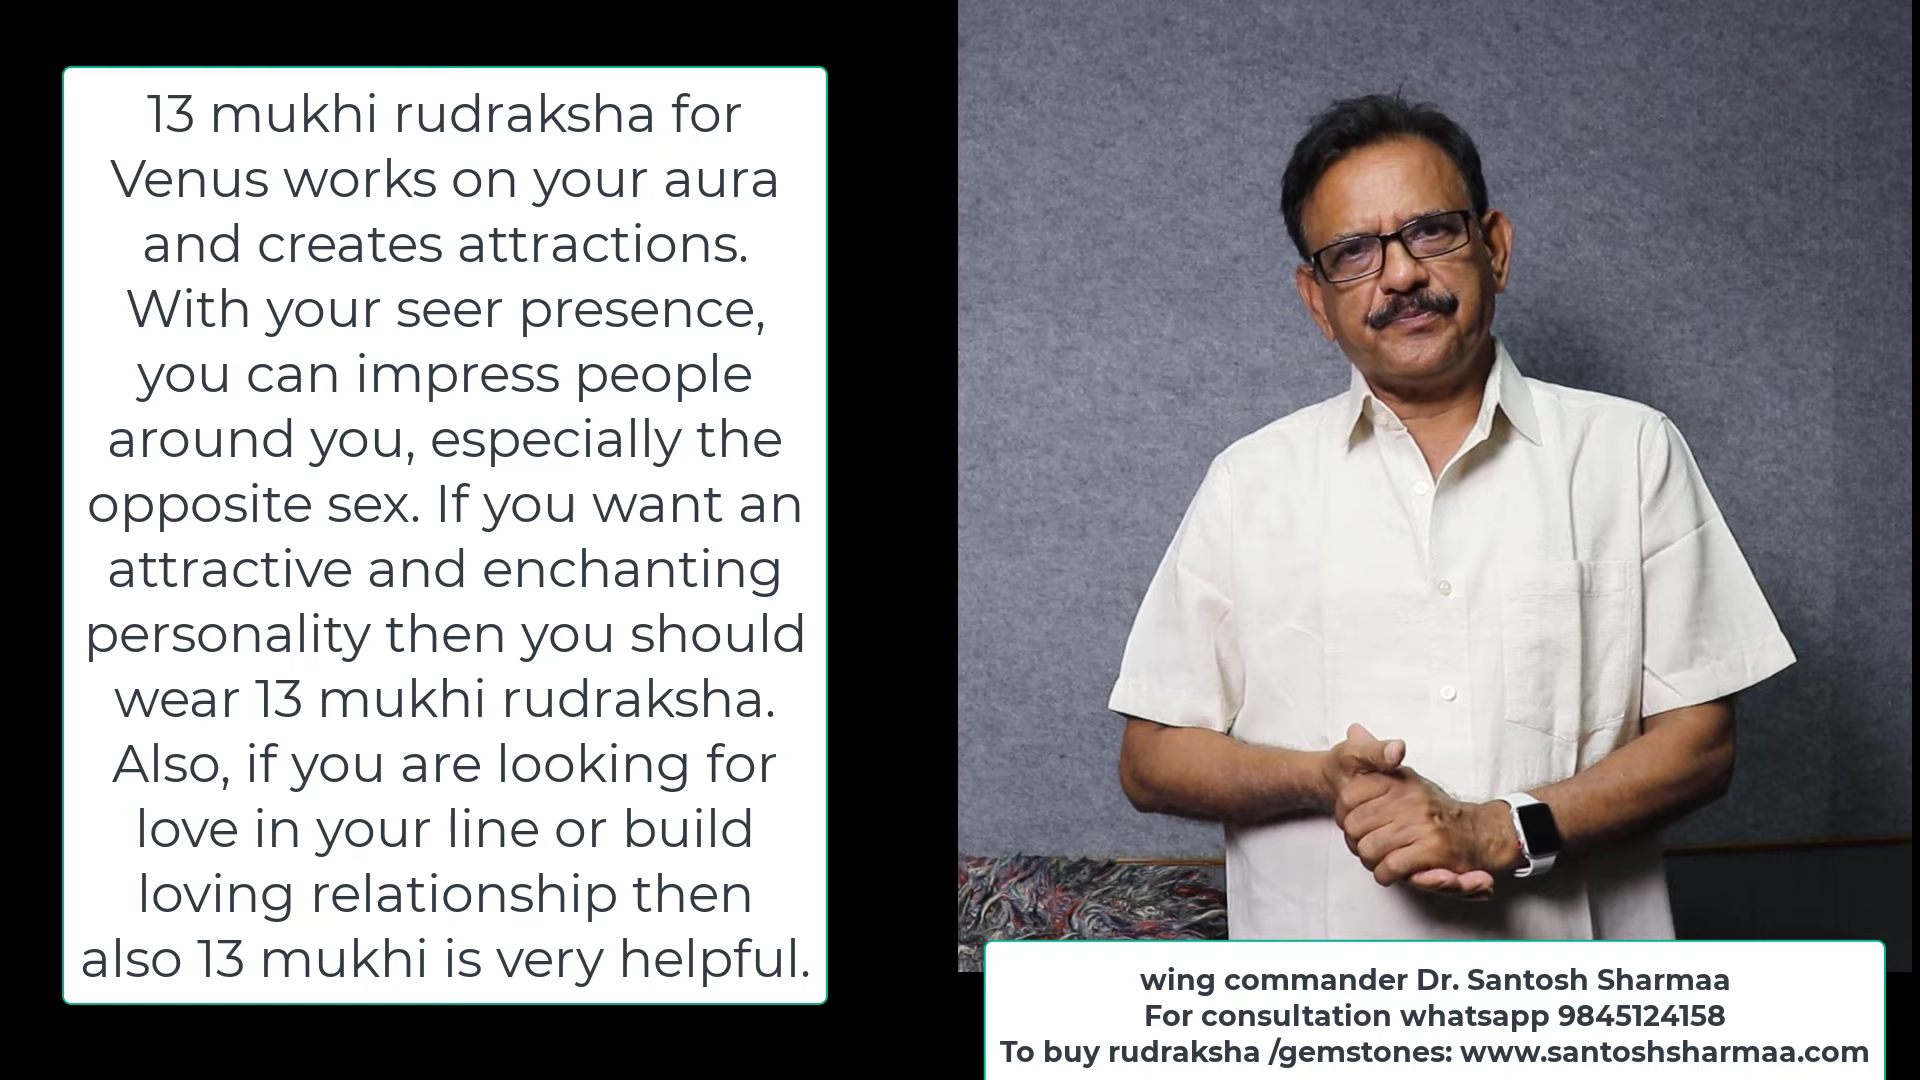 13 mukhi rudraksha for
Venus works on your aura
and creates attractions.
With your seer presence,
you can impress people
around you, especially the
opposite sex. If you want an
attractive and enchanting
personality then you should
wear 13 mukhi rudraksha.
Also, if you are looking for
love in your line or build
loving relationship then
also 13 mukhi is very helpful.
wing commander Dr. Santosh Sharmaa
For consultation whatsapp 9845124158
To buy rudraksha /gemstones: www.santoshsharmaa.com